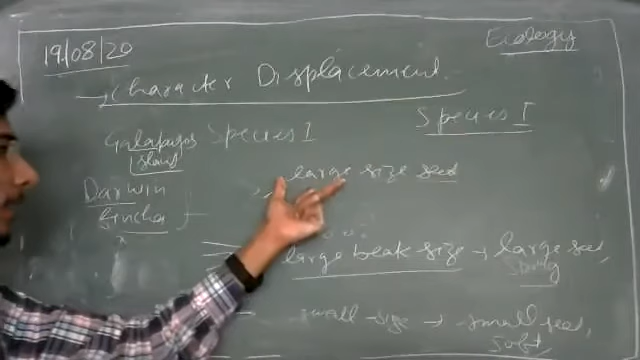 19/08/20
Ecology
Character Displacement
Galapagos Species I
Species I
Island
large size seed
Darwin
finches
large beak size → large seed,
small-size → small seed,
soft